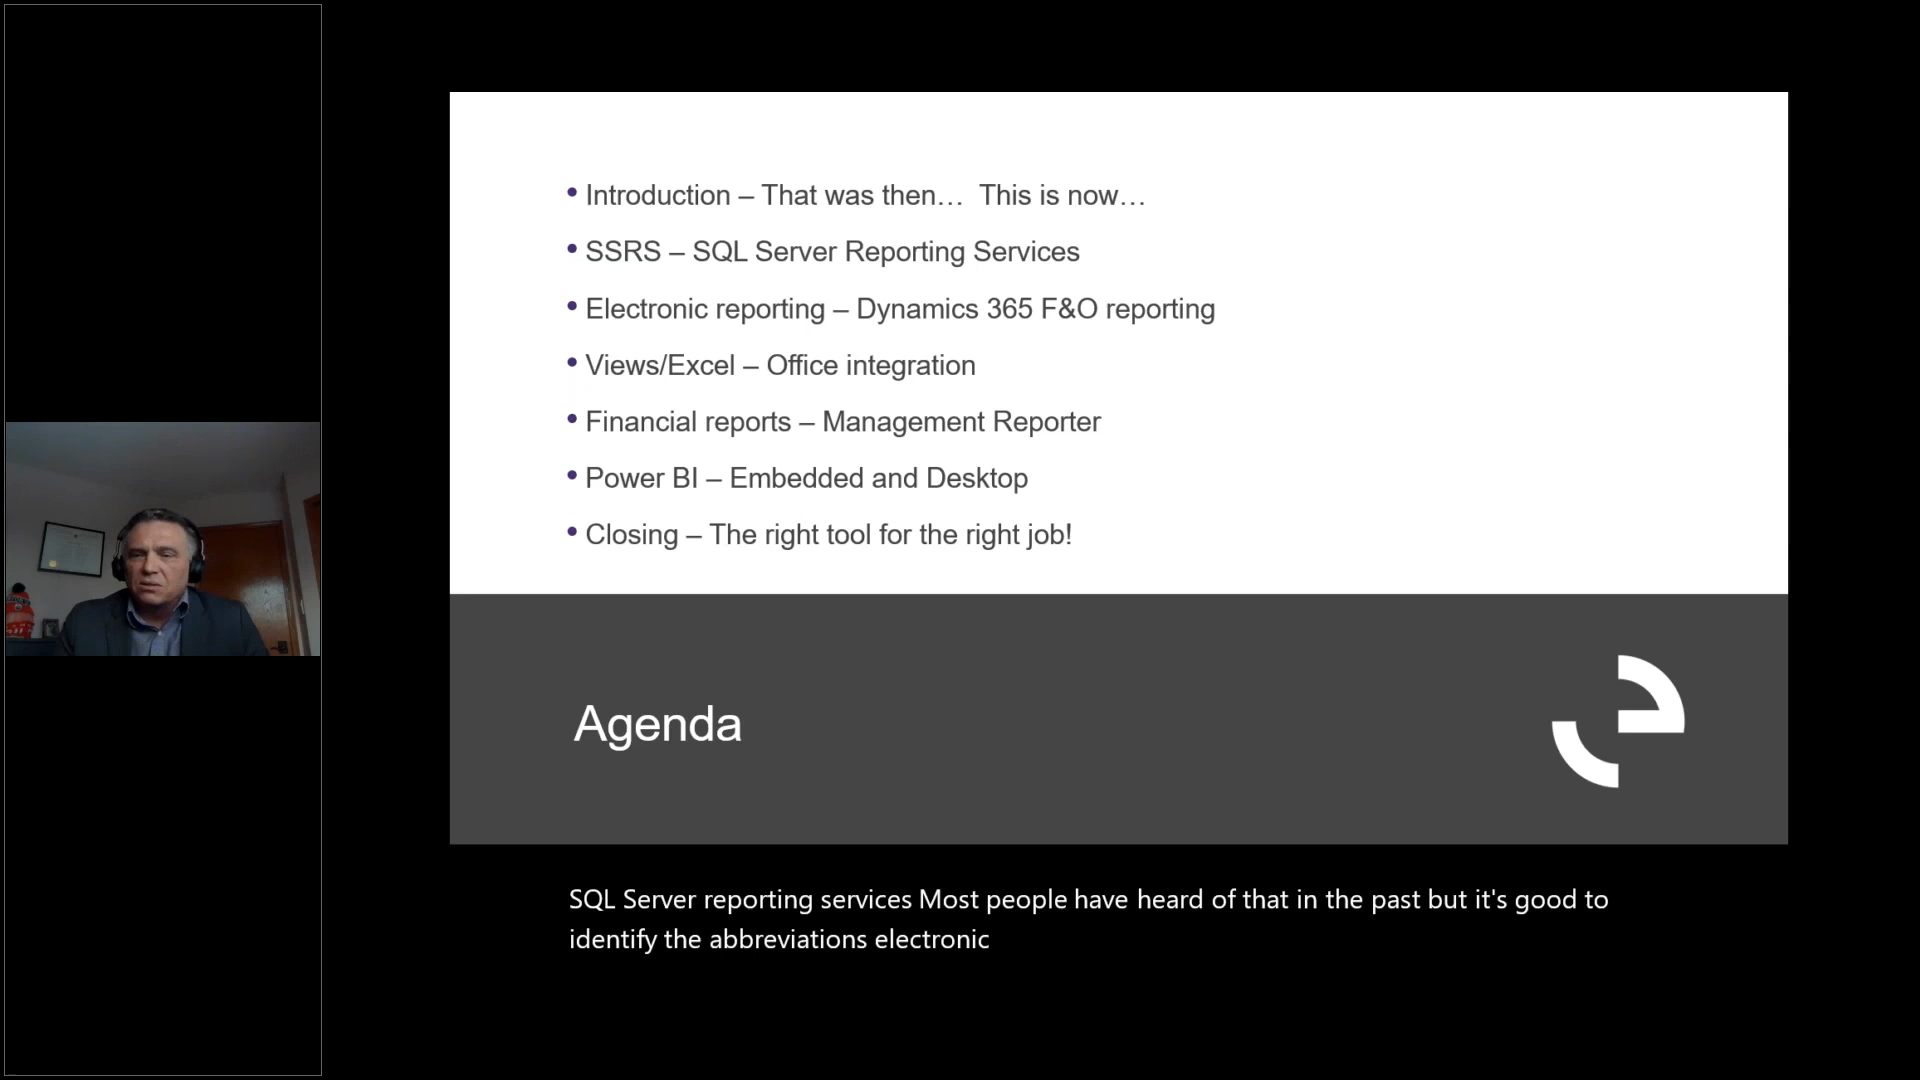 • Introduction – That was then…  This is now…
• SSRS – SQL Server Reporting Services
• Electronic reporting – Dynamics 365 F&O reporting
• Views/Excel – Office integration
• Financial reports – Management Reporter
• Power BI – Embedded and Desktop
• Closing – The right tool for the right job!
Agenda
SQL Server reporting services Most people have heard of that in the past but it's good to
identify the abbreviations electronic